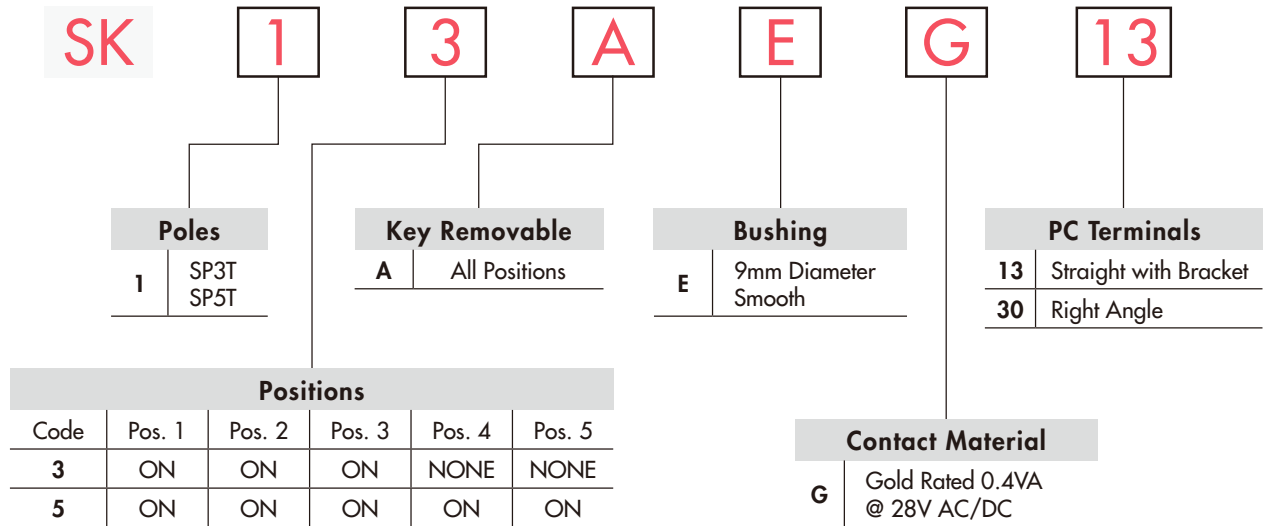 SK 1 3 A E G 13
Poles
1 SP3T
SP5T
Key Removable
A All Positions
Bushing
E 9mm Diameter
Smooth
PC Terminals
13 Straight with Bracket
30 Right Angle
Positions
Code Pos. 1 Pos. 2 Pos. 3 Pos. 4 Pos. 5
3 ON ON ON NONE NONE
5 ON ON ON ON ON
Contact Material
G Gold Rated 0.4VA
@ 28V AC/DC